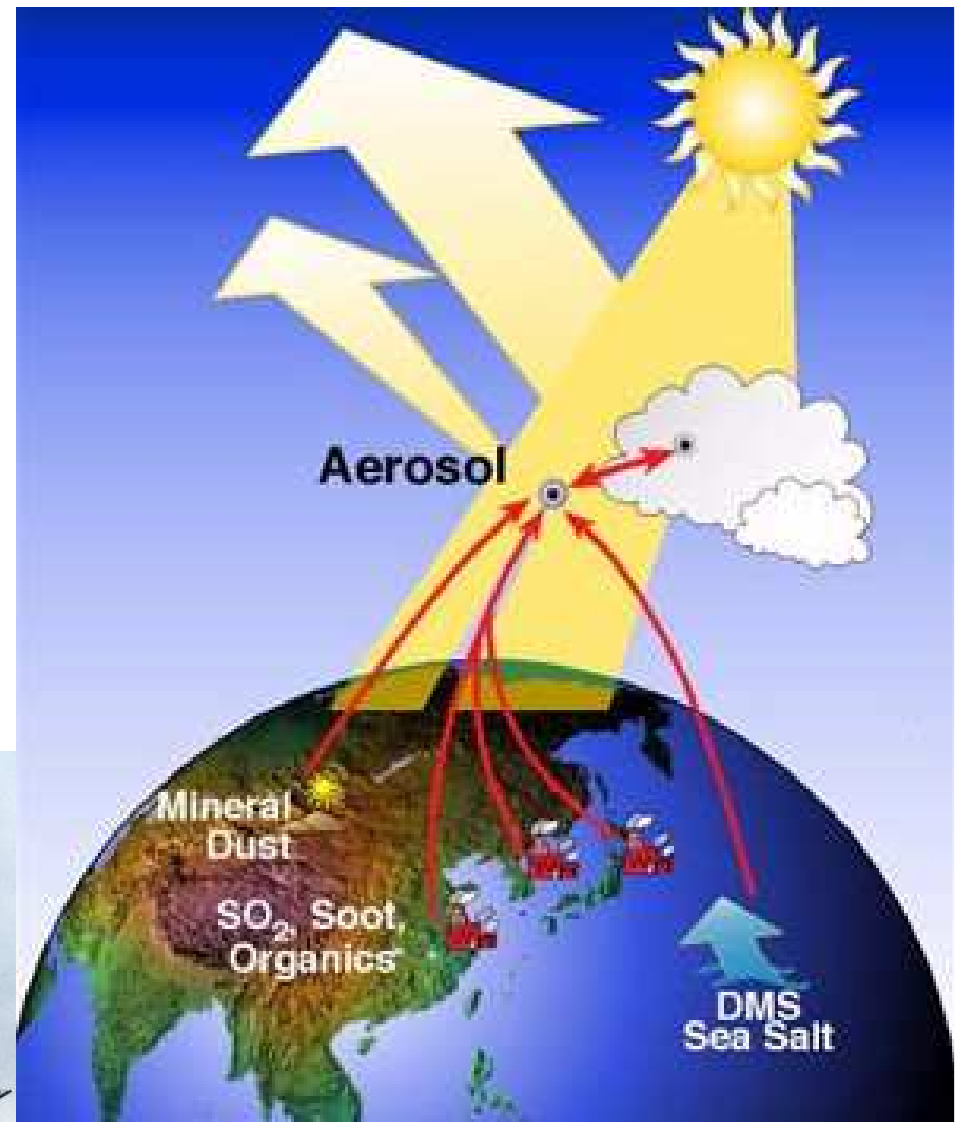 Aerosol
Mineral
Dust
SO₂, Soot,
Organics
DMS
Sea Salt